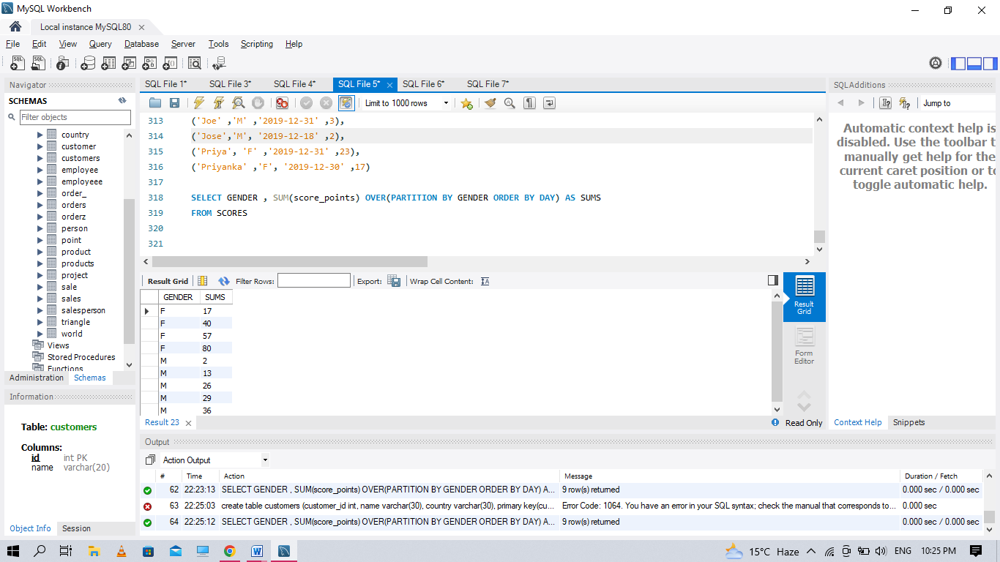 MySQL Workbench
Local instance MySQL80
File Edit View Query Database Server Tools Scripting Help
Navigator
SCHEMAS
Filter objects
country
customer
customers
employee
employeee
order_
orders
orderz
person
point
product
products
project
sale
sales
salesperson
triangle
world
Views
Stored Procedures
Functions
Administration Schemas
Information
Table: customers
Columns:
id int PK
name varchar(20)
Object Info Session
SQL File 1* SQL File 3* SQL File 4* SQL File 5* SQL File 6* SQL File 7*
Limit to 1000 rows
313 ('Joe' ,'M' ,'2019-12-31' ,3),
314 ('Jose','M', '2019-12-18' ,2),
315 ('Priya', 'F' ,'2019-12-31' ,23),
316 ('Priyanka' ,'F', '2019-12-30' ,17)
317
318 SELECT GENDER , SUM(score_points) OVER(PARTITION BY GENDER ORDER BY DAY) AS SUMS
319 FROM SCORES
320
321
Result Grid Filter Rows: Export: Wrap Cell Content:
GENDER SUMS
F 17
F 40
F 57
F 80
M 2
M 13
M 26
M 29
M 36
Result Grid
Form Editor
Result 23
Read Only
SQLAdditions
Jump to
Automatic context help is
disabled. Use the toolbar t
manually get help for the
current caret position or to
toggle automatic help.
Context Help Snippets
Output
Action Output
# Time Action Message Duration / Fetch
62 22:23:13 SELECT GENDER , SUM(score_points) OVER(PARTITION BY GENDER ORDER BY DAY) A... 9 row(s) returned 0.000 sec / 0.000 sec
63 22:25:03 create table customers (customer_id int, name varchar(30), country varchar(30), primary key(cu... Error Code: 1064. You have an error in your SQL syntax; check the manual that corresponds to... 0.000 sec
64 22:25:12 SELECT GENDER , SUM(score_points) OVER(PARTITION BY GENDER ORDER BY DAY) A... 9 row(s) returned 0.000 sec / 0.000 sec
15°C Haze ENG 10:25 PM